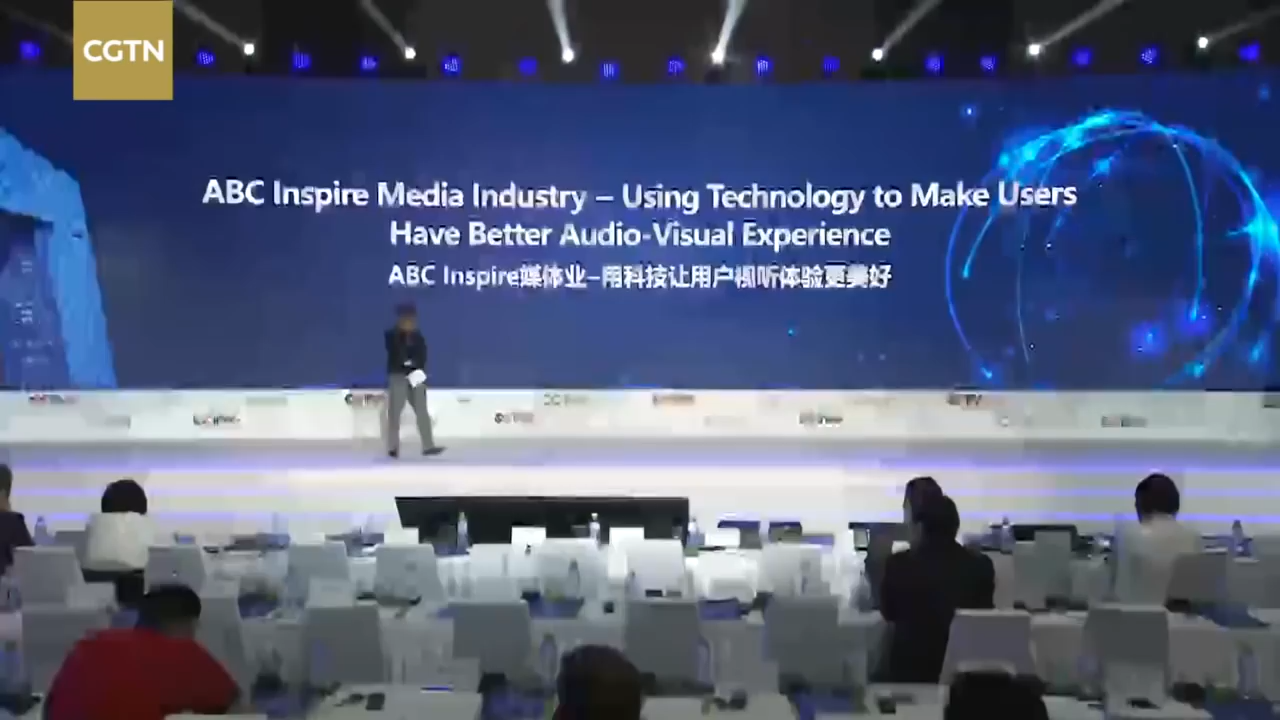 CGTN
ABC Inspire Media Industry – Using Technology to Make Users
Have Better Audio-Visual Experience
ABC Inspire媒体业–用科技让用户视听体验更美好